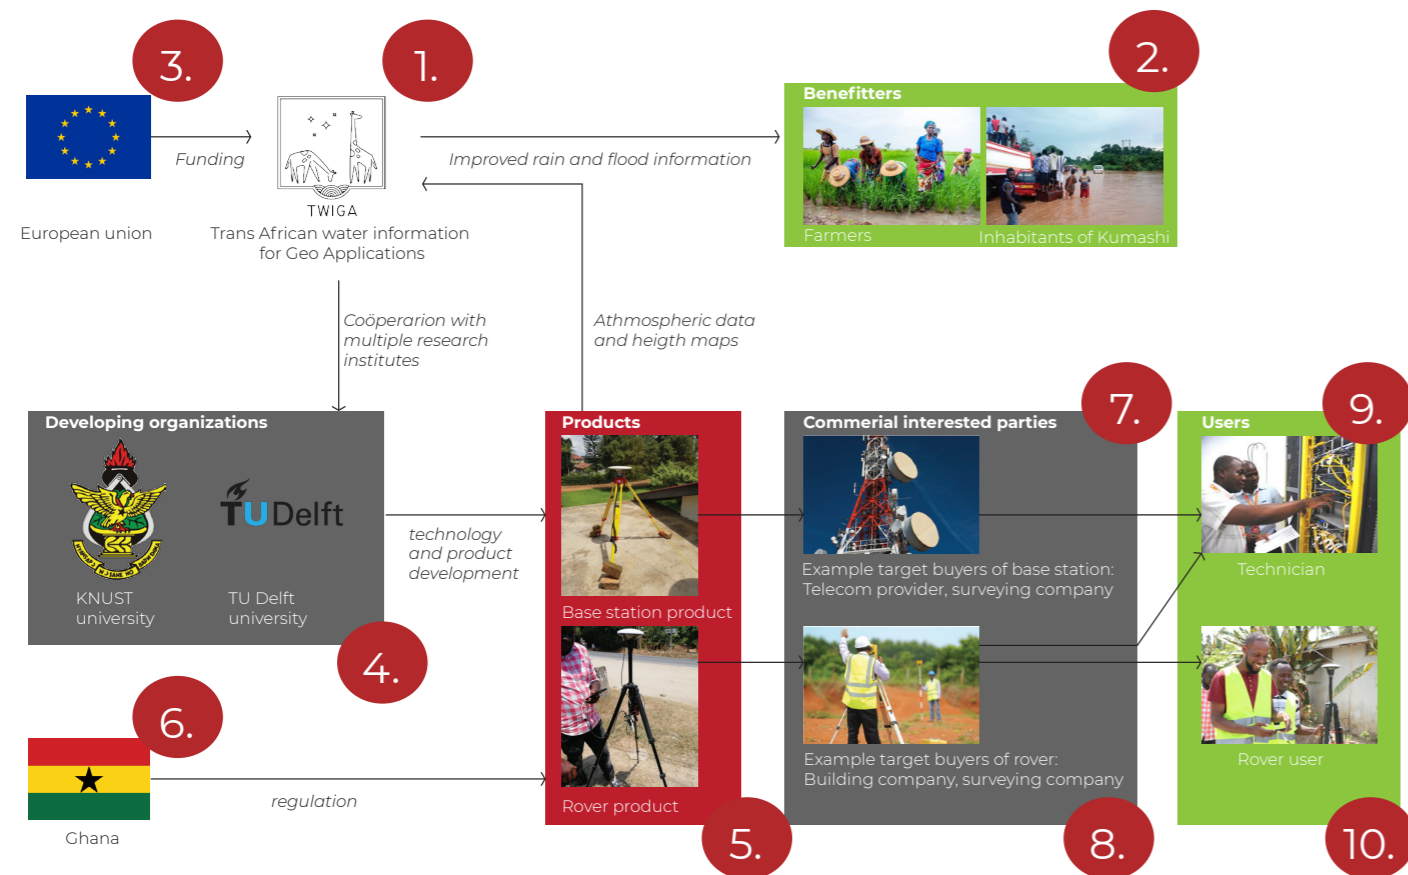 3.
1.
2.
Benefitters
Funding
Improved rain and flood information
TWIGA
European union
Trans African water information
for Geo Applications
Farmers
Inhabitants of Kumashi
Coöperarion with
multiple research
institutes
Athmospheric data
and heigth maps
7.
9.
Developing organizations
Products
Commerial interested parties
Users
TUDelft
technology
and product
development
KNUST
university
TU Delft
university
Base station product
Example target buyers of base station:
Telecom provider, surveying company
Technician
4.
6.
regulation
Ghana
Rover product
Example target buyers of rover:
Building company, surveying company
Rover user
5.
8.
10.